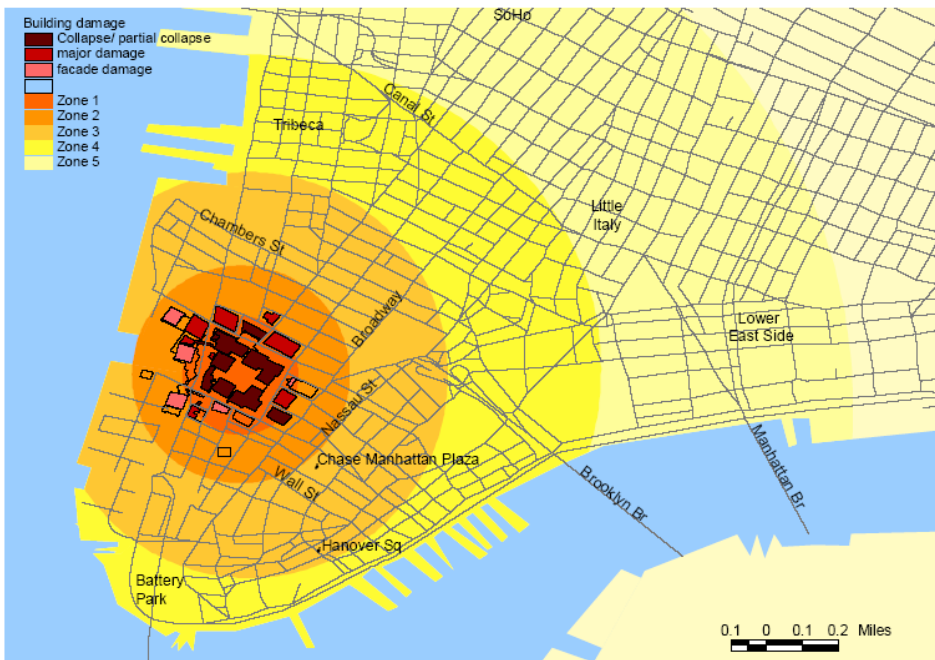 Building damage
Collapse/ partial collapse
major damage
facade damage
Zone 1
Zone 2
Zone 3
Zone 4
Zone 5
SoHo
Canal St
Tribeca
Little
Italy
Chambers St
Broadway
Lower
East Side
Nassau St
Chase Manhattan Plaza
Wall St
Manhattan Br
Brooklyn Br
Hanover Sq
Battery
Park
0.1 0 0.1 0.2 Miles